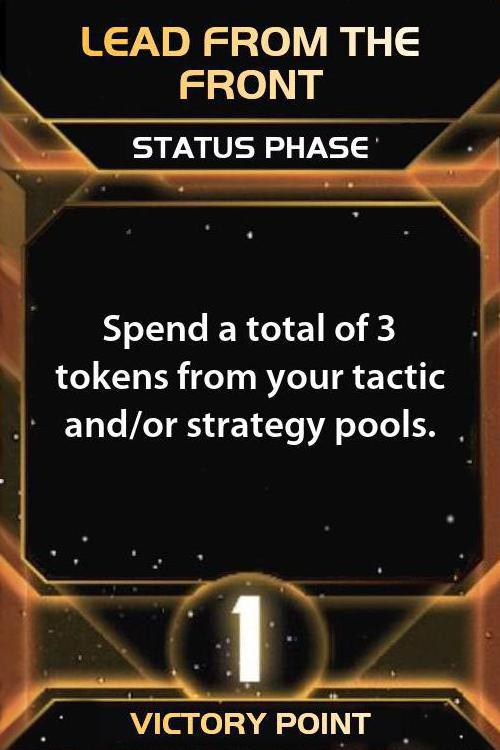 LEAD FROM THE
FRONT
STATUS PHASE
Spend a total of 3
tokens from your tactic
and/or strategy pools.
1
VICTORY POINT